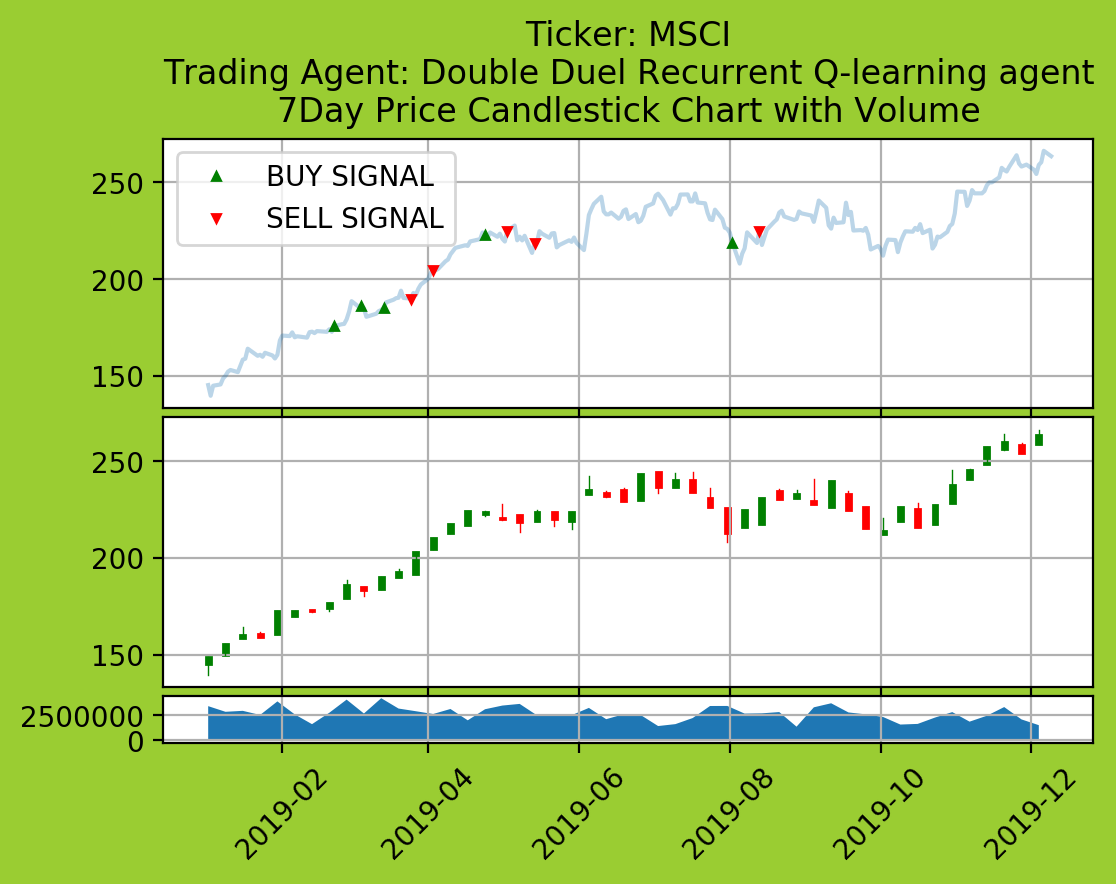 Ticker: MSCI
Trading Agent: Double Duel Recurrent Q-learning agent
7Day Price Candlestick Chart with Volume
BUY SIGNAL
SELL SIGNAL
250
200
150
250
200
150
2500000
0
2019-02
2019-04
2019-06
2019-08
2019-10
2019-12